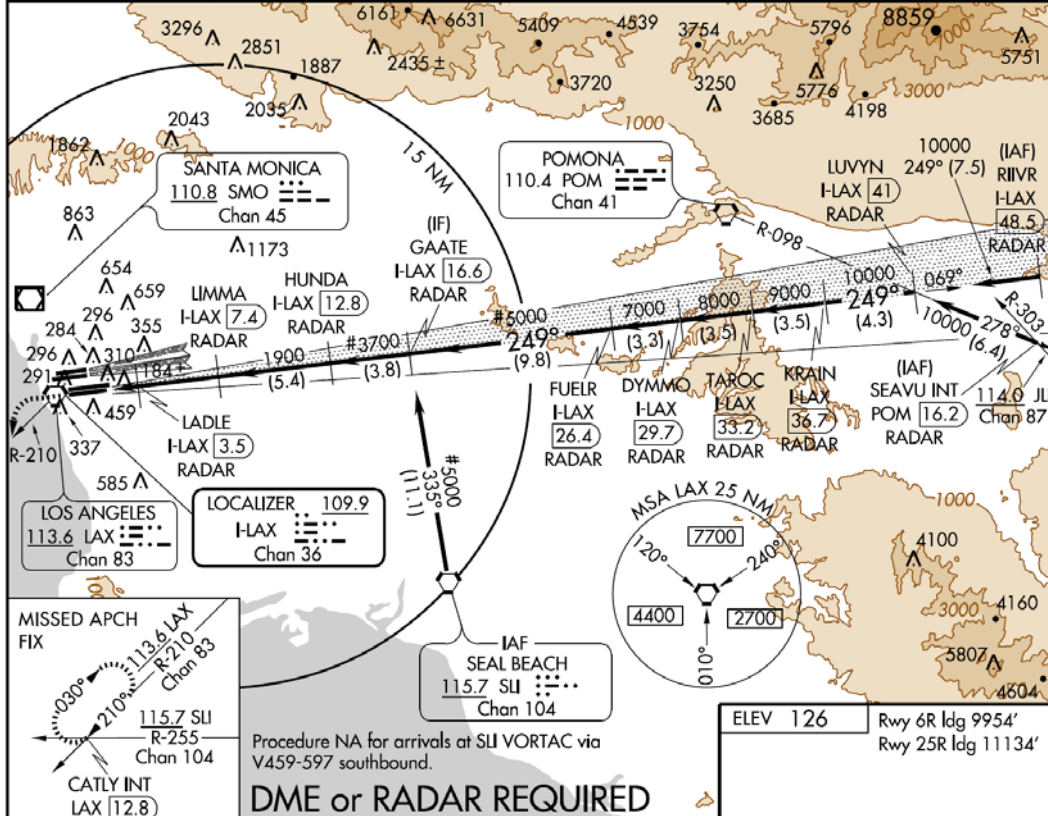 3296
2851
6161
6631
2435 ±
5409
4539
3720
3754
5796
8859
5751
1887
2035
3250
5776
3685
4198
3000
1000
1000
1862
1000
2043
SANTA MONICA
110.8 SMO
Chan 45
15 NM
POMONA
110.4 POM
Chan 41
R-098
LUVYN
I-LAX 41
RADAR
10000
249° (7.5)
(IAF)
RIIVR
I-LAX
48.5
RADAR
863
1173
(IF)
GAATE
I-LAX 16.6
RADAR
HUNDA
I-LAX 12.8
RADAR
LIMMA
I-LAX 7.4
RADAR
654
659
296
284
355
296
310
291
184±
459
337
585
1900
(5.4)
#3700
(3.8)
#5000
249°
(9.8)
7000
(3.3)
8000
(3.5)
9000
(3.5)
10000
249°
(4.3)
069°
10000
278°
(6.4)
R-303
R-210
LADLE
I-LAX 3.5
RADAR
FUELR
I-LAX
26.4
RADAR
DYMMO
I-LAX
29.7
RADAR
TAROC
I-LAX
33.2
RADAR
KRAIN
I-LAX
36.7
RADAR
(IAF)
SEAVU INT
POM 16.2
RADAR
114.0 JL
Chan 87
LOS ANGELES
113.6 LAX
Chan 83
LOCALIZER 109.9
I-LAX
Chan 36
#5000
335°
(11.1)
MSA LAX 25 NM
120°
240°
010°
7700
4400
2700
1000
4100
3000
4160
5807
4604
IAF
SEAL BEACH
115.7 SLI
Chan 104
MISSED APCH
FIX
113.6 LAX
R-210
Chan 83
030°
210°
115.7 SLI
R-255
Chan 104
CATLY INT
LAX 12.8
Procedure NA for arrivals at SLI VORTAC via
V459-597 southbound.
DME or RADAR REQUIRED
ELEV 126
Rwy 6R ldg 9954'
Rwy 25R ldg 11134'